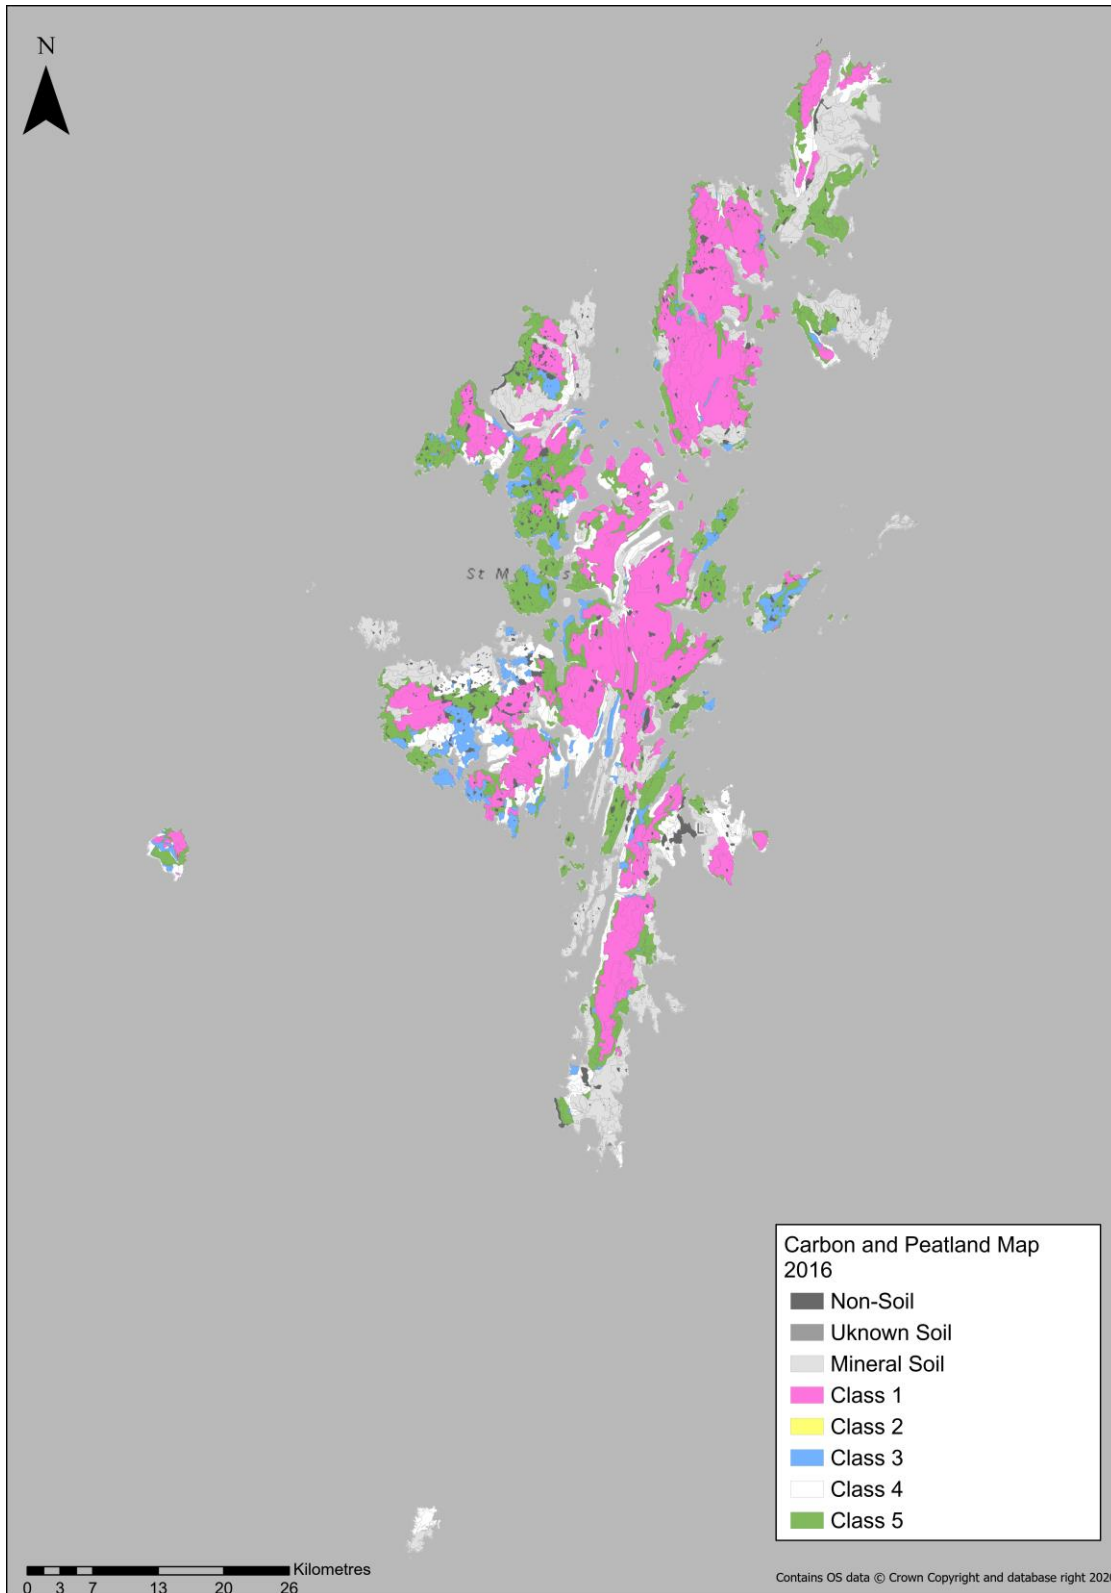 N
St M s
L
Carbon and Peatland Map
2016
Non-Soil
Uknown Soil
Mineral Soil
Class 1
Class 2
Class 3
Class 4
Class 5
Kilometres
0 3 7 13 20 26
Contains OS data © Crown Copyright and database right 202